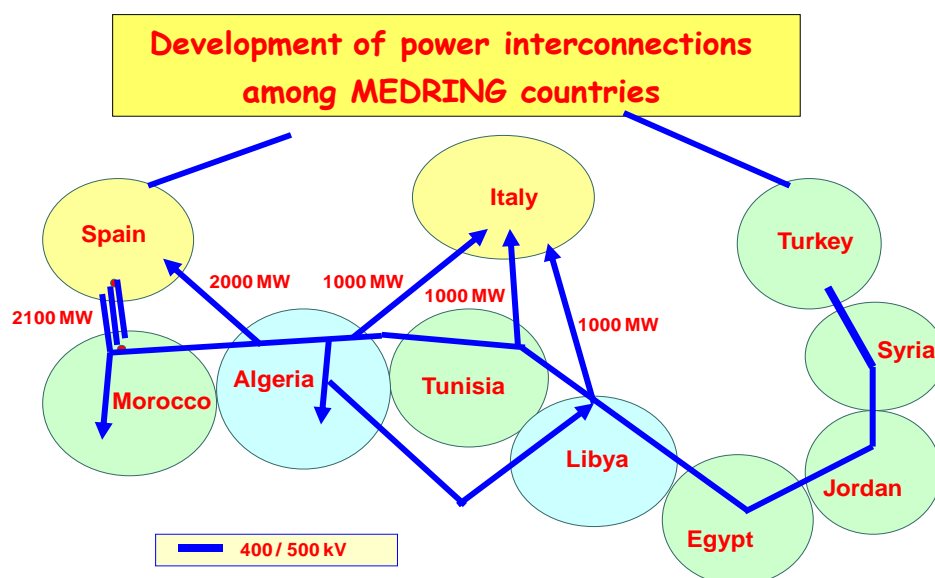 Development of power interconnections
among MEDRING countries
Italy
Spain
Turkey
2000 MW
1000 MW
1000 MW
2100 MW
1000 MW
Syria
Algeria
Tunisia
Morocco
Libya
Jordan
Egypt
400 / 500 kV